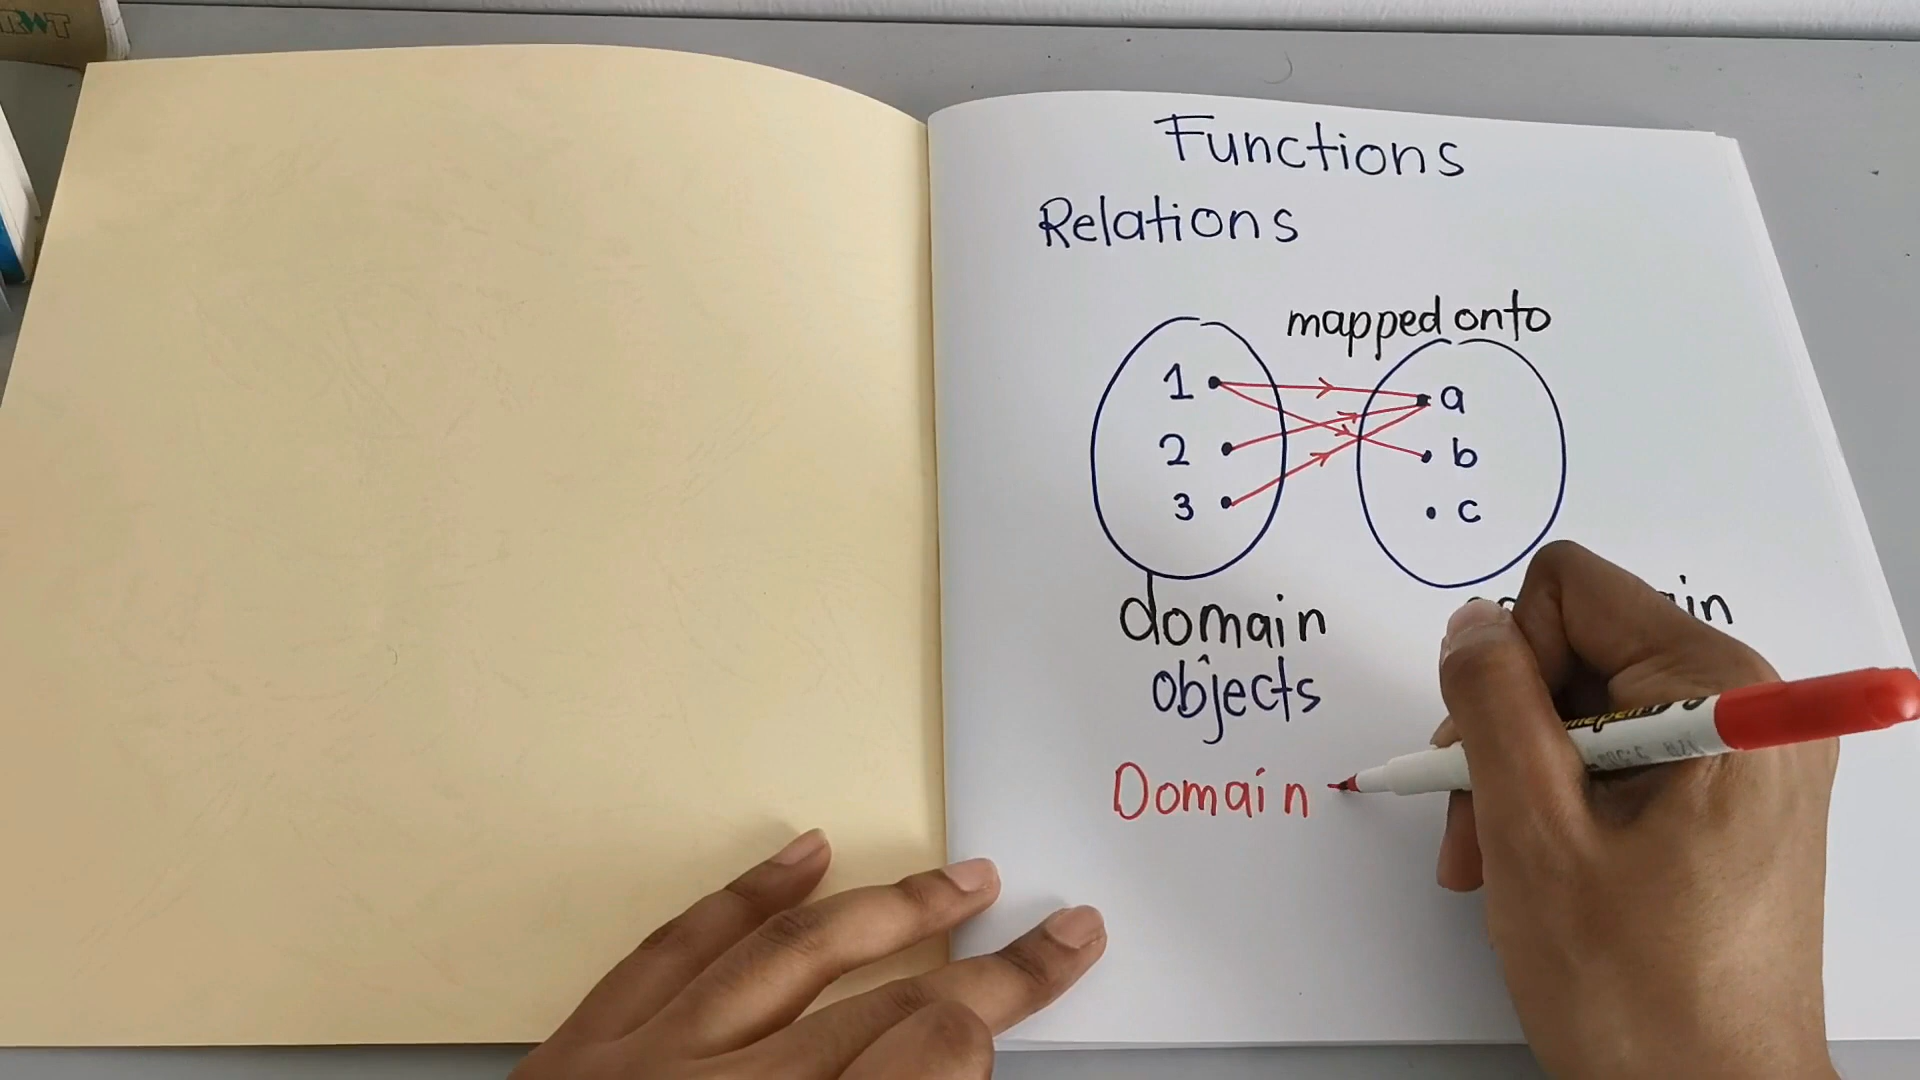 Functions
Relations
mapped onto
1 a
2 b
3 c
domain
objects
Domain